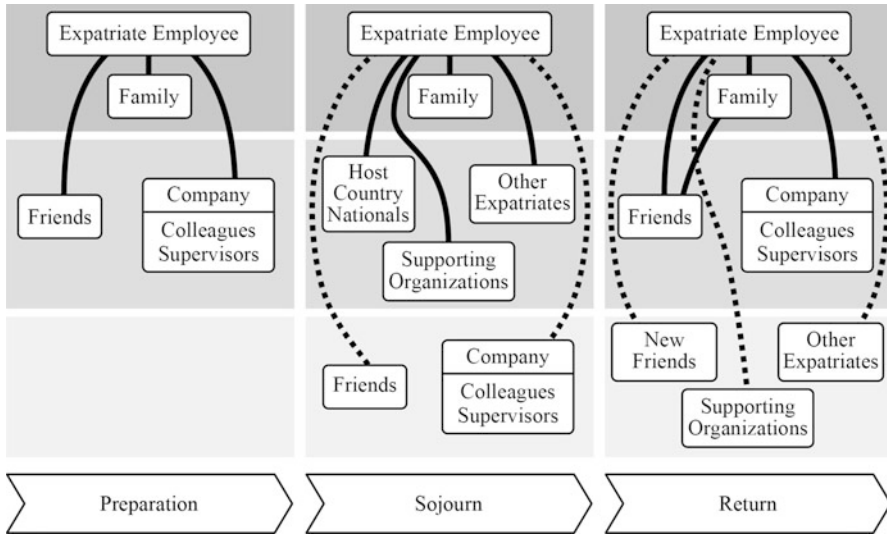 Expatriate Employee
Family
Friends
Company
Colleagues
Supervisors
Expatriate Employee
Family
Host
Country
Nationals
Other
Expatriates
Supporting
Organizations
Friends
Company
Colleagues
Supervisors
Expatriate Employee
Family
Friends
Company
Colleagues
Supervisors
New
Friends
Other
Expatriates
Supporting
Organizations
Preparation
Sojourn
Return